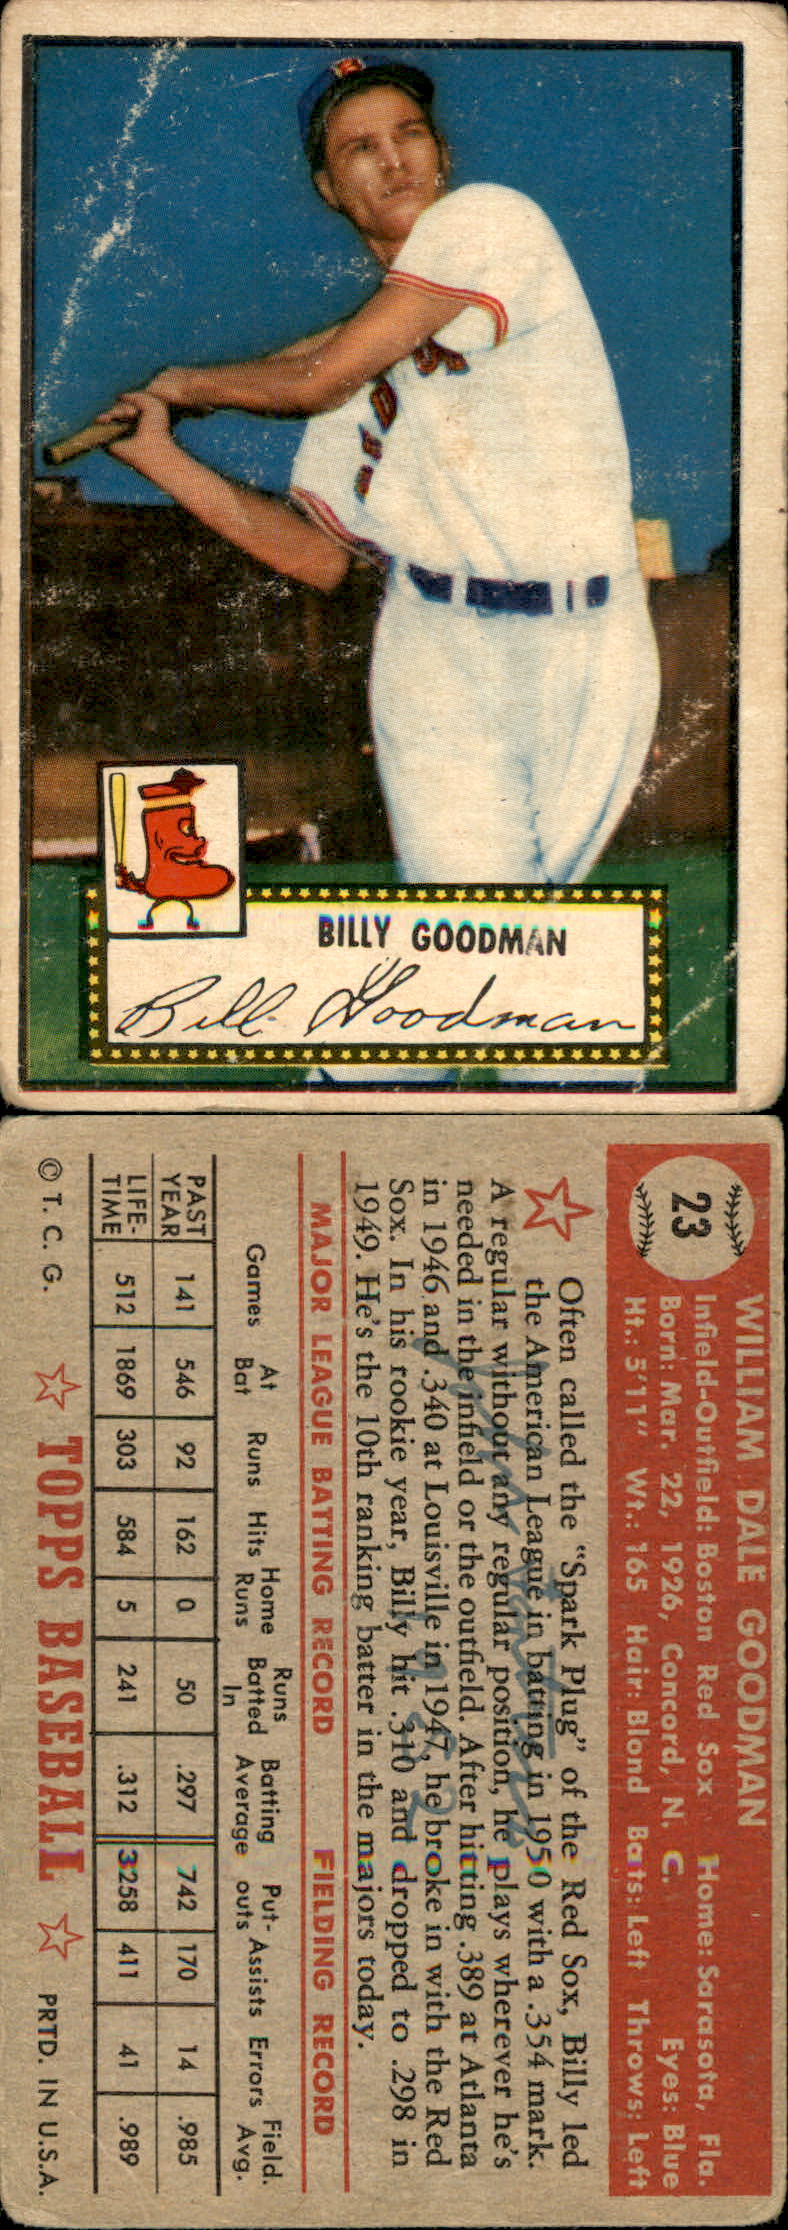 BILLY GOODMAN
Bill Goodman
23
WILLIAM DALE GOODMAN
Infield-Outfield: Boston Red Sox Home: Sarasota, Fla.
Born: Mar. 22, 1926, Concord, N. C. Eyes: Blue
Ht.: 5'11" Wt.: 165 Hair: Blond Bats: Left Throws: Left
Often called the "Spark Plug" of the Red Sox, Billy led
the American League in batting in 1950 with a .354 mark.
A regular without any regular position, he plays wherever he's
needed in the infield or the outfield. After hitting .389 at Atlanta
in 1946 and .340 at Louisville in 1947, he broke in with the Red
Sox. In his rookie year, Billy hit .310 and dropped to .298 in
1949. He's the 10th ranking batter in the majors today.
MAJOR LEAGUE BATTING RECORD FIELDING RECORD
Games At Bat Runs Hits Home Runs Runs Batted In Batting Average Put-outs Assists Errors Field. Avg.
PAST YEAR 141 546 92 162 0 50 .297 742 170 14 .985
LIFE-TIME 512 1869 303 584 5 241 .312 3258 411 41 .989
© T. C. G. TOPPS BASEBALL PRTD. IN U.S.A.